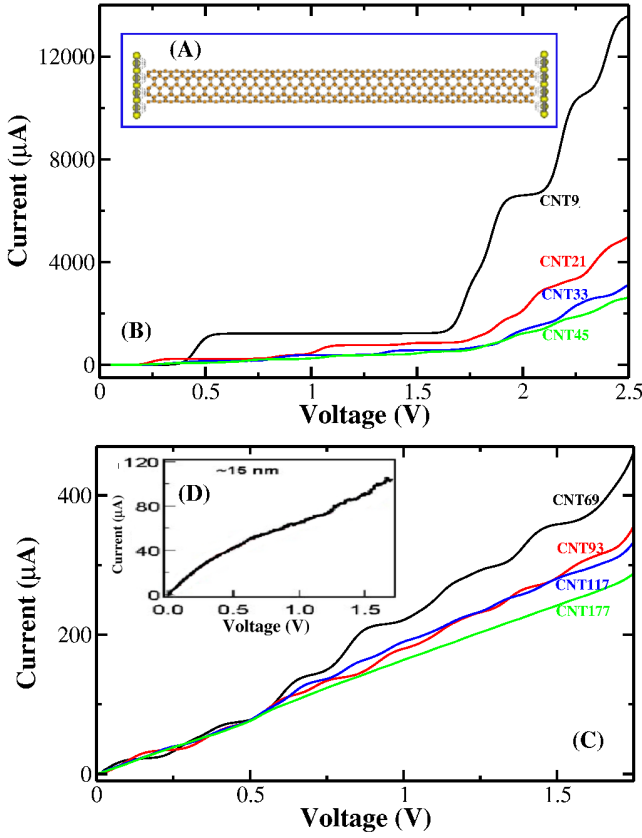 (A)
12000
8000
4000
0
Current (μA)
CNT9
CNT21
CNT33
CNT45
(B)
0 0.5 1 1.5 2 2.5
Voltage (V)
120
80
40
0
Current (μA)
~15 nm
(D)
0.0 0.5 1.0 1.5
Voltage (V)
400
200
0
Current (μA)
CNT69
CNT93
CNT117
CNT177
(C)
0 0.5 1 1.5
Voltage (V)